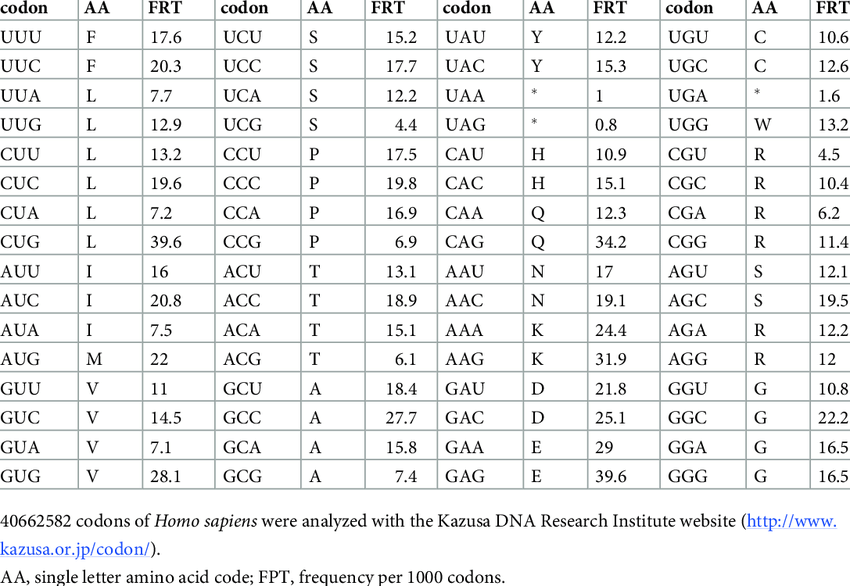 codon AA FRT codon AA FRT codon AA FRT codon AA FRT
UUU F 17.6 UCU S 15.2 UAU Y 12.2 UGU C 10.6
UUC F 20.3 UCC S 17.7 UAC Y 15.3 UGC C 12.6
UUA L 7.7 UCA S 12.2 UAA * 1 UGA * 1.6
UUG L 12.9 UCG S 4.4 UAG * 0.8 UGG W 13.2
CUU L 13.2 CCU P 17.5 CAU H 10.9 CGU R 4.5
CUC L 19.6 CCC P 19.8 CAC H 15.1 CGC R 10.4
CUA L 7.2 CCA P 16.9 CAA Q 12.3 CGA R 6.2
CUG L 39.6 CCG P 6.9 CAG Q 34.2 CGG R 11.4
AUU I 16 ACU T 13.1 AAU N 17 AGU S 12.1
AUC I 20.8 ACC T 18.9 AAC N 19.1 AGC S 19.5
AUA I 7.5 ACA T 15.1 AAA K 24.4 AGA R 12.2
AUG M 22 ACG T 6.1 AAG K 31.9 AGG R 12
GUU V 11 GCU A 18.4 GAU D 21.8 GGU G 10.8
GUC V 14.5 GCC A 27.7 GAC D 25.1 GGC G 22.2
GUA V 7.1 GCA A 15.8 GAA E 29 GGA G 16.5
GUG V 28.1 GCG A 7.4 GAG E 39.6 GGG G 16.5
40662582 codons of Homo sapiens were analyzed with the Kazusa DNA Research Institute website (http://www.
kazusa.or.jp/codon/).
AA, single letter amino acid code; FPT, frequency per 1000 codons.